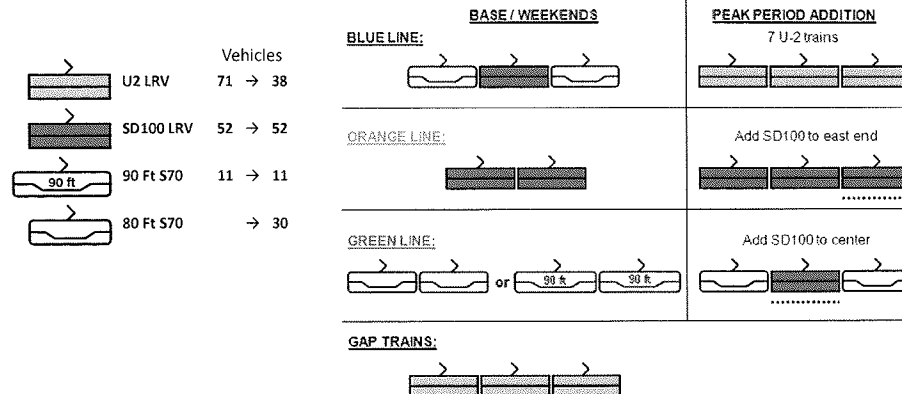 Vehicles
U2 LRV 71 → 38
SD100 LRV 52 → 52
90 ft
90 Ft S70 11 → 11
80 Ft S70 → 30
BASE / WEEKENDS
PEAK PERIOD ADDITION
BLUE LINE:
7 U-2 trains
ORANGE LINE:
Add SD100 to east end
GREEN LINE:
or
90 ft
90 ft
Add SD100 to center
GAP TRAINS: